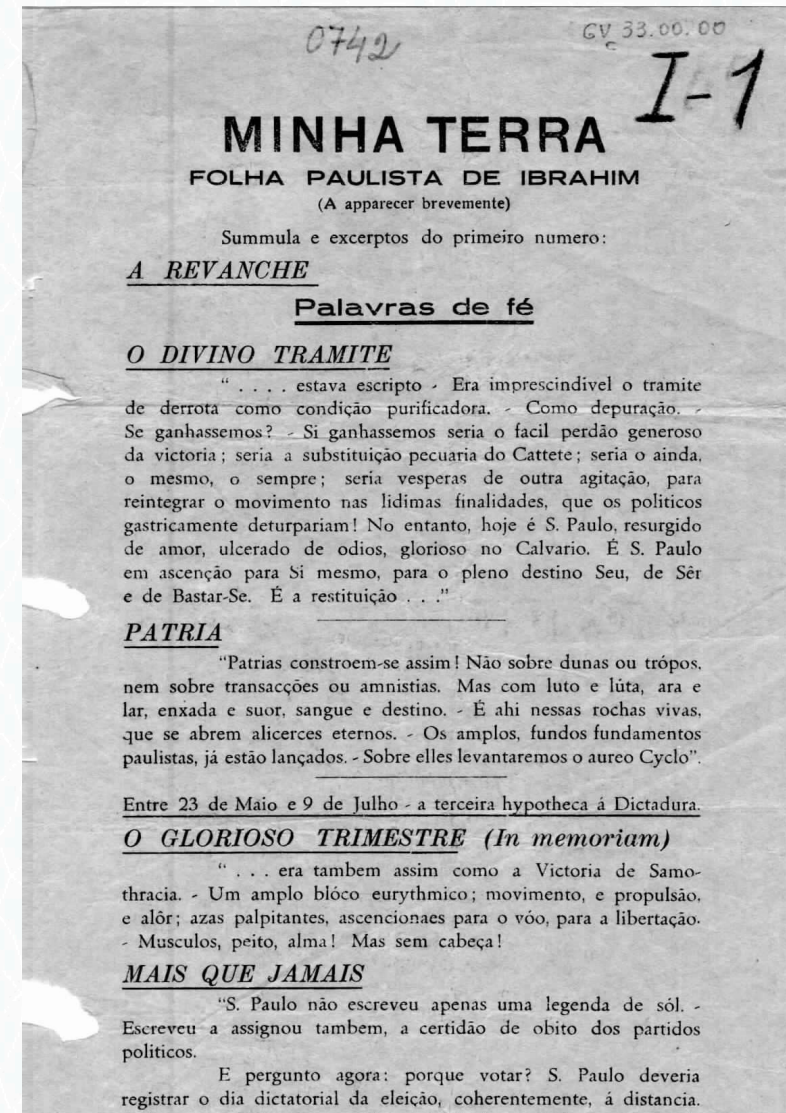 0742
GV 33.00.00
c
I-1
MINHA TERRA
FOLHA PAULISTA DE IBRAHIM
(A apparecer brevemente)
Summula e excerptos do primeiro numero:
A REVANCHE
Palavras de fé
O DIVINO TRAMITE
" . . . . estava escripto - Era imprescindivel o tramite
de derrota como condição purificadora. - Como depuração. -
Se ganhassemos? - Si ganhassemos seria o facil perdão generoso
da victoria; seria a substituição pecuaria do Cattete; seria o ainda,
o mesmo, o sempre; seria vesperas de outra agitação, para
reintegrar o movimento nas lidimas finalidades, que os politicos
gastricamente deturpariam! No entanto, hoje é S. Paulo, resurgido
de amor, ulcerado de odios, glorioso no Calvario. É S. Paulo
em ascenção para Si mesmo, para o pleno destino Seu, de Sêr
e de Bastar-Se. É a restituição . . ."
PATRIA
"Patrias constroem-se assim! Não sobre dunas ou trópos,
nem sobre transacções ou amnistias. Mas com luto e lúta, ara e
lar, enxada e suor, sangue e destino. - É ahi nessas rochas vivas,
que se abrem alicerces eternos. - Os amplos, fundos fundamentos
paulistas, já estão lançados. - Sobre elles levantaremos o aureo Cyclo".
Entre 23 de Maio e 9 de Julho - a terceira hypotheca á Dictadura.
O GLORIOSO TRIMESTRE (In memoriam)
" . . . era tambem assim como a Victoria de Samo-
thracia. - Um amplo blóco eurythmico; movimento, e propulsão,
e alôr; azas palpitantes, ascencionaes para o vóo, para a libertação.
- Musculos, peito, alma! Mas sem cabeça!
MAIS QUE JAMAIS
"S. Paulo não escreveu apenas uma legenda de sól. -
Escreveu a assignou tambem, a certidão de obito dos partidos
politicos.
E pergunto agora: porque votar? S. Paulo deveria
registrar o dia dictatorial da eleição, coherentemente, á distancia.